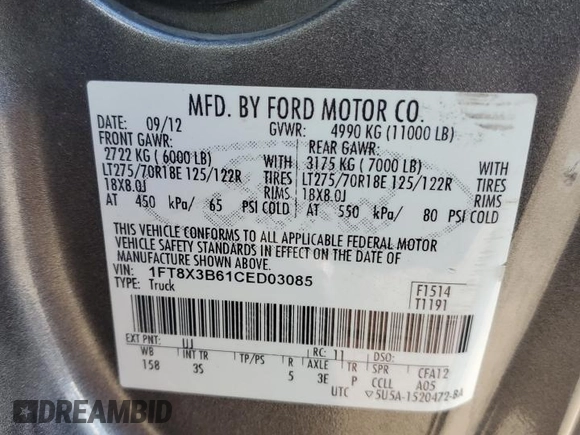 MFD. BY FORD MOTOR CO.
DATE: 09/12 GVWR: 4990 KG (11000 LB)
FRONT GAWR: REAR GAWR:
2722 KG (6000 LB) WITH 3175 KG (7000 LB) WITH
LT275/70R18E 125/122R TIRES LT275/70R18E 125/122R TIRES
18X8.0J RIMS 18X8.0J RIMS
AT 450 kPa/ 65 PSI COLD AT 550 kPa/ 80 PSI COLD
THIS VEHICLE CONFORMS TO ALL APPLICABLE FEDERAL MOTOR
VEHICLE SAFETY STANDARDS IN EFFECT ON THE DATE OF
MANUFACTURE SHOWN ABOVE.
VIN: 1FT8X3B61CED03085
TYPE: Truck
F1514
T1191
EXT PNT: UJ RC: 11 DSO:
WB INT TR TP/PS R AXLE TR SPR CFA12
158 3S 5 3E P CCLL A05
UTC ▽5U5A-1520472-BA
DREAMBID